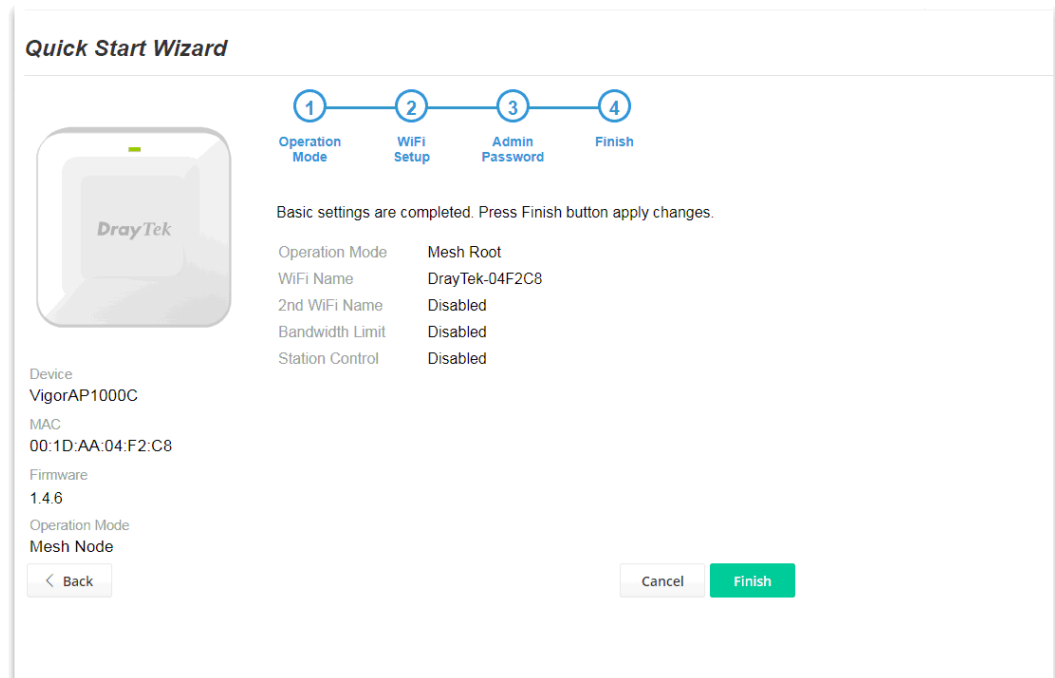 Quick Start Wizard
1 2 3 4
Operation Mode
WiFi Setup
Admin Password
Finish
DrayTek
Basic settings are completed. Press Finish button apply changes.
Operation Mode Mesh Root
WiFi Name DrayTek-04F2C8
2nd WiFi Name Disabled
Bandwidth Limit Disabled
Station Control Disabled
Device
VigorAP1000C
MAC
00:1D:AA:04:F2:C8
Firmware
1.4.6
Operation Mode
Mesh Node
Back Cancel Finish